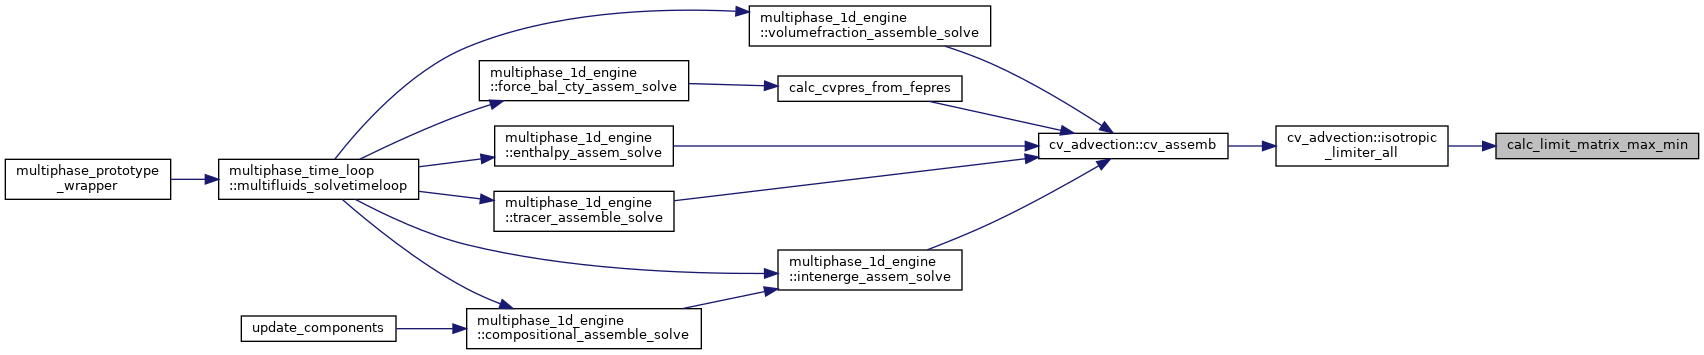 multiphase_prototype
_wrapper
multiphase_time_loop
::multifluids_solvetimeloop
update_components
multiphase_1d_engine
::force_bal_cty_assem_solve
multiphase_1d_engine
::enthalpy_assem_solve
multiphase_1d_engine
::tracer_assemble_solve
multiphase_1d_engine
::compositional_assemble_solve
multiphase_1d_engine
::volumefraction_assemble_solve
calc_cvpres_from_fepres
multiphase_1d_engine
::intenerge_assem_solve
cv_advection::cv_assemb
cv_advection::isotropic
_limiter_all
calc_limit_matrix_max_min